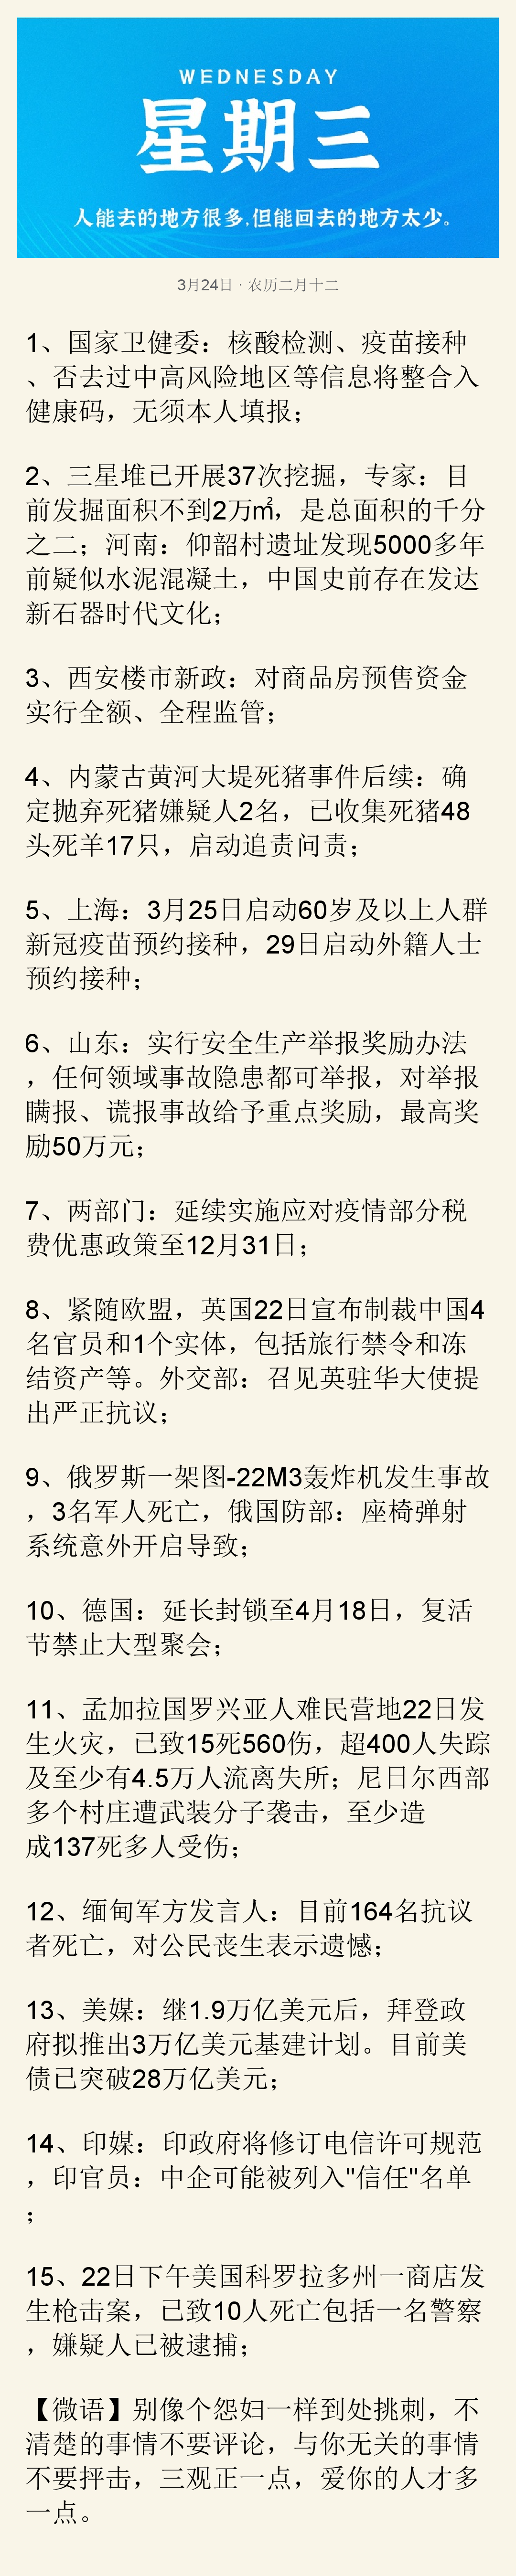 WEDNESDAY
星期三
人能去的地方很多,但能回去的地方太少。
3月24日 · 农历二月十二
1、国家卫健委：核酸检测、疫苗接种
、否去过中高风险地区等信息将整合入
健康码，无须本人填报；
2、三星堆已开展37次挖掘，专家：目
前发掘面积不到2万㎡，是总面积的千分
之二；河南：仰韶村遗址发现5000多年
前疑似水泥混凝土，中国史前存在发达
新石器时代文化；
3、西安楼市新政：对商品房预售资金
实行全额、全程监管；
4、内蒙古黄河大堤死猪事件后续：确
定抛弃死猪嫌疑人2名，已收集死猪48
头死羊17只，启动追责问责；
5、上海：3月25日启动60岁及以上人群
新冠疫苗预约接种，29日启动外籍人士
预约接种；
6、山东：实行安全生产举报奖励办法
，任何领域事故隐患都可举报，对举报
瞒报、谎报事故给予重点奖励，最高奖
励50万元；
7、两部门：延续实施应对疫情部分税
费优惠政策至12月31日；
8、紧随欧盟，英国22日宣布制裁中国4
名官员和1个实体，包括旅行禁令和冻
结资产等。外交部：召见英驻华大使提
出严正抗议；
9、俄罗斯一架图-22M3轰炸机发生事故
，3名军人死亡，俄国防部：座椅弹射
系统意外开启导致；
10、德国：延长封锁至4月18日，复活
节禁止大型聚会；
11、孟加拉国罗兴亚人难民营地22日发
生火灾，已致15死560伤，超400人失踪
及至少有4.5万人流离失所；尼日尔西部
多个村庄遭武装分子袭击，至少造
成137死多人受伤；
12、缅甸军方发言人：目前164名抗议
者死亡，对公民丧生表示遗憾；
13、美媒：继1.9万亿美元后，拜登政
府拟推出3万亿美元基建计划。目前美
债已突破28万亿美元；
14、印媒：印政府将修订电信许可规范
，印官员：中企可能被列入"信任"名单
；
15、22日下午美国科罗拉多州一商店发
生枪击案，已致10人死亡包括一名警察
，嫌疑人已被逮捕；
【微语】别像个怨妇一样到处挑刺，不
清楚的事情不要评论，与你无关的事情
不要抨击，三观正一点，爱你的人才多
一点。